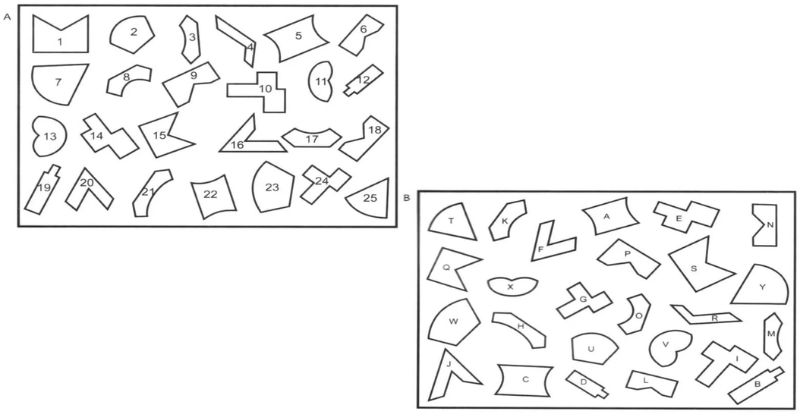 A
1 2 3 4 5 6
7 8 9 10 11 12
13 14 15 16 17 18
19 20 21 22 23 24 25
B
T K F A E N
Q X P S Y
W H G O R M
J C U D V L I B